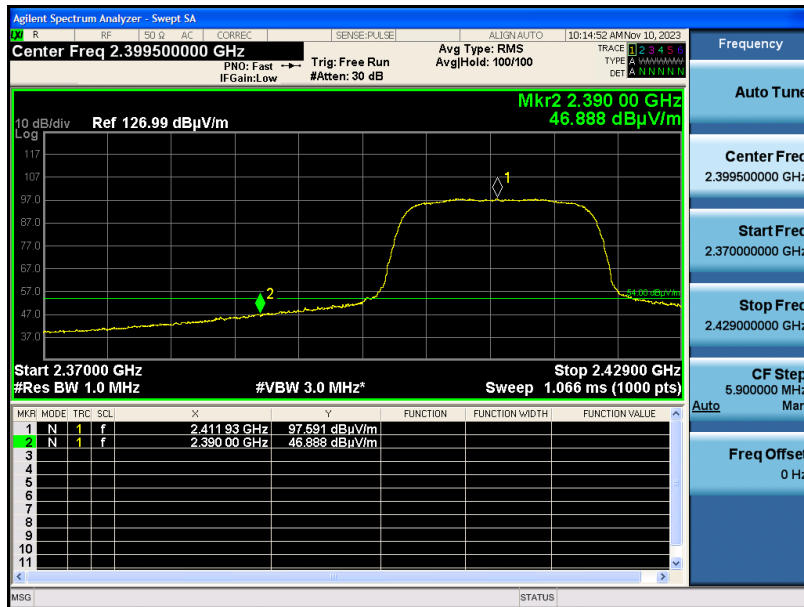 Agilent Spectrum Analyzer - Swept SA
LXI R RF 50 Ω AC CORREC SENSE:PULSE ALIGN AUTO 10:14:52 AM Nov 10, 2023
Center Freq 2.399500000 GHz
PNO: Fast
IFGain:Low
Trig: Free Run
#Atten: 30 dB
Avg Type: RMS
Avg|Hold: 100/100
TRACE 1 2 3 4 5 6
TYPE A WWWWW
DET A N N N N N
Mkr2 2.390 00 GHz
46.888 dBµV/m
10 dB/div Ref 126.99 dBµV/m
Log
117
107
97.0
87.0
77.0
67.0
57.0
47.0
37.0
1
2
54.00 dBµV/m
Start 2.37000 GHz Stop 2.42900 GHz
#Res BW 1.0 MHz #VBW 3.0 MHz* Sweep 1.066 ms (1000 pts)
MKR MODE TRC SCL X Y FUNCTION FUNCTION WIDTH FUNCTION VALUE
1 N 1 f 2.411 93 GHz 97.591 dBµV/m
2 N 1 f 2.390 00 GHz 46.888 dBµV/m
3
4
5
6
7
8
9
10
11
MSG STATUS
Frequency
Auto Tune
Center Freq
2.399500000 GHz
Start Freq
2.370000000 GHz
Stop Freq
2.429000000 GHz
CF Step
5.900000 MHz
Auto Man
Freq Offset
0 Hz